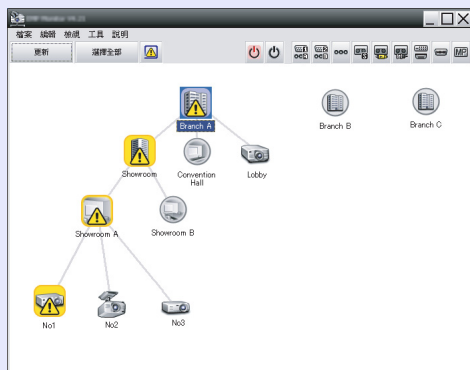 檔案 編輯 檢視 工具 說明
更新 選擇全部
MP
Branch A
Branch B
Branch C
Showroom
Convention Hall
Lobby
Showroom A
Showroom B
No1
No2
No3